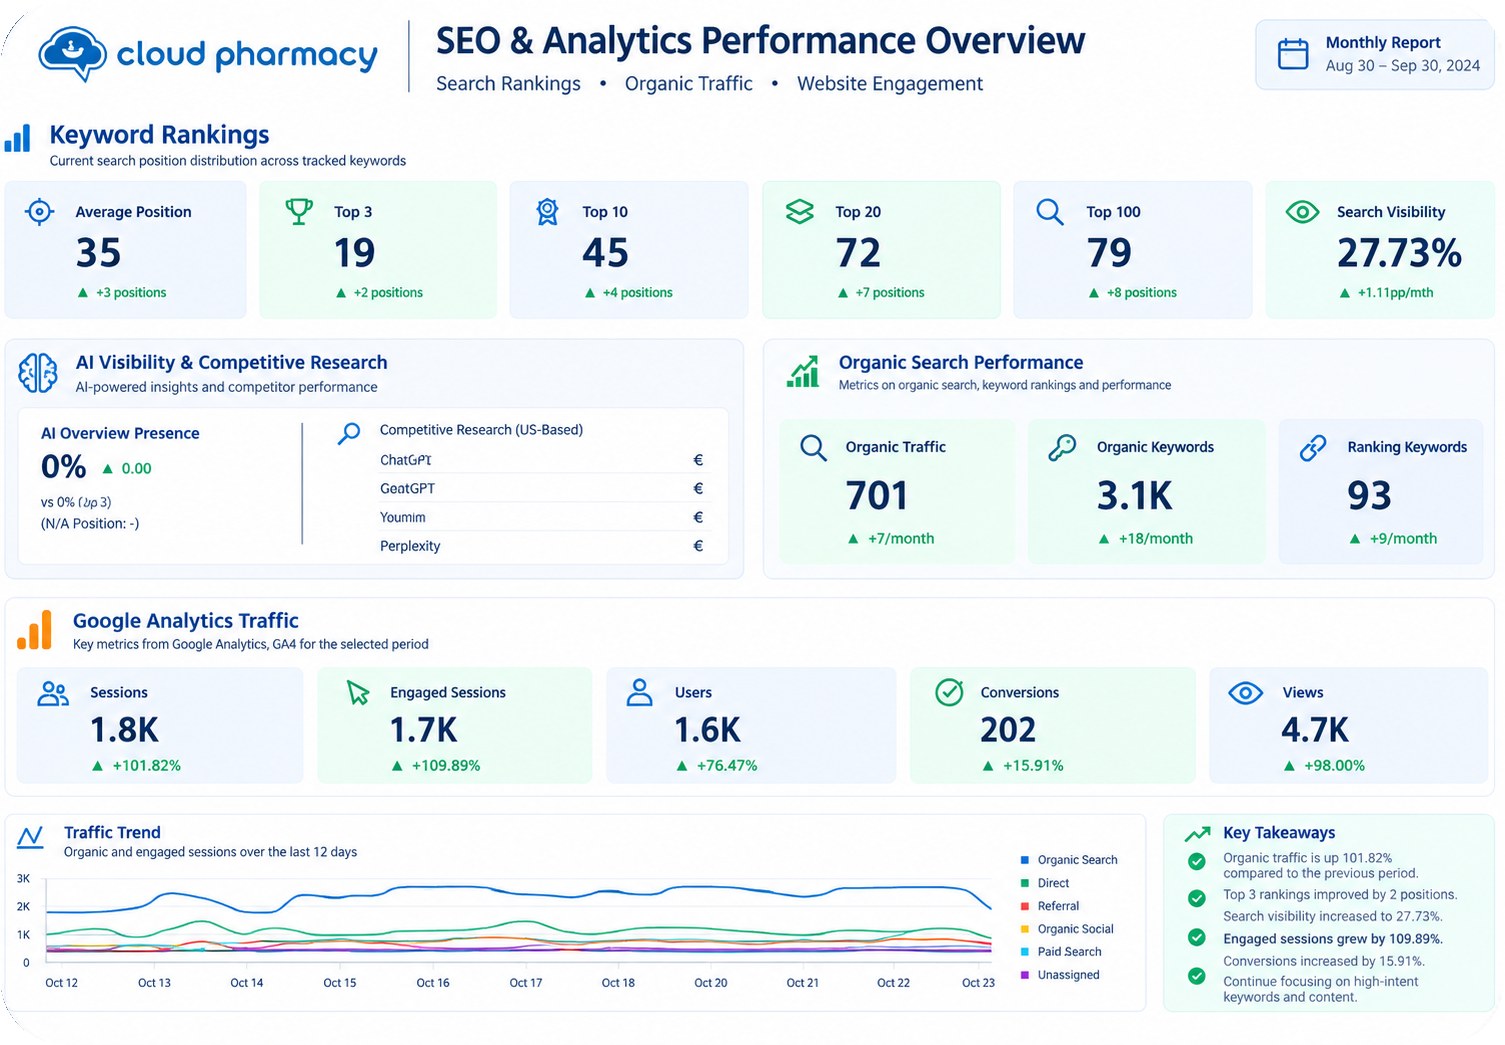 cloud pharmacy
SEO & Analytics Performance Overview
Search Rankings • Organic Traffic • Website Engagement
Monthly Report
Aug 30 – Sep 30, 2024
Keyword Rankings
Current search position distribution across tracked keywords
Average Position
35
▲ +3 positions
Top 3
19
▲ +2 positions
Top 10
45
▲ +4 positions
Top 20
72
▲ +7 positions
Top 100
79
▲ +8 positions
Search Visibility
27.73%
▲ +1.11pp/mth
AI Visibility & Competitive Research
AI-powered insights and competitor performance
AI Overview Presence
0% ▲ 0.00
vs 0% ( 3)
(N/A Position: -)
Competitive Research (US-Based)
ChatGPT €
GeatGPT €
Youmim €
Perplexity €
Organic Search Performance
Metrics on organic search, keyword rankings and performance
Organic Traffic
701
▲ +7/month
Organic Keywords
3.1K
▲ +18/month
Ranking Keywords
93
▲ +9/month
Google Analytics Traffic
Key metrics from Google Analytics, GA4 for the selected period
Sessions
1.8K
▲ +101.82%
Engaged Sessions
1.7K
▲ +109.89%
Users
1.6K
▲ +76.47%
Conversions
202
▲ +15.91%
Views
4.7K
▲ +98.00%
Traffic Trend
Organic and engaged sessions over the last 12 days
3K
2K
1K
0
Oct 12 Oct 13 Oct 14 Oct 15 Oct 16 Oct 17 Oct 18 Oct 20 Oct 21 Oct 22 Oct 23
Organic Search
Direct
Referral
Organic Social
Paid Search
Unassigned
Key Takeaways
Organic traffic is up 101.82%
compared to the previous period.
Top 3 rankings improved by 2 positions.
Search visibility increased to 27.73%.
Engaged sessions grew by 109.89%.
Conversions increased by 15.91%.
Continue focusing on high-intent
keywords and content.